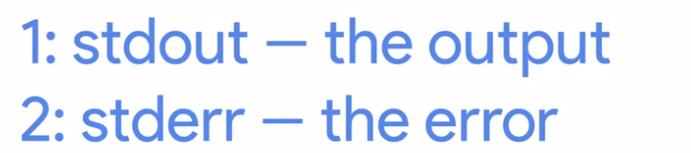 1: stdout — the output
2: stderr — the error